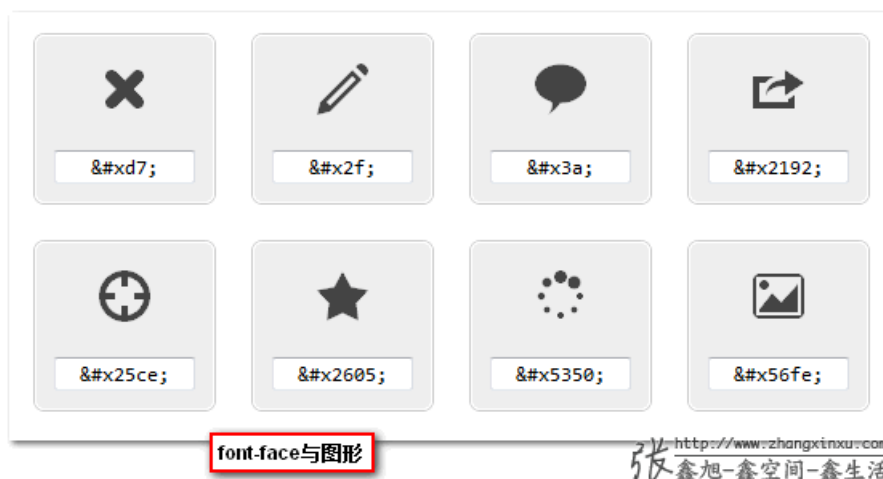 &#xd7;
&#x2f;
&#x3a;
&#x2192;
&#x25ce;
&#x2605;
&#x5350;
&#x56fe;
font-face与图形
http://www.zhangxinxu.com
张鑫旭-鑫空间-鑫生活